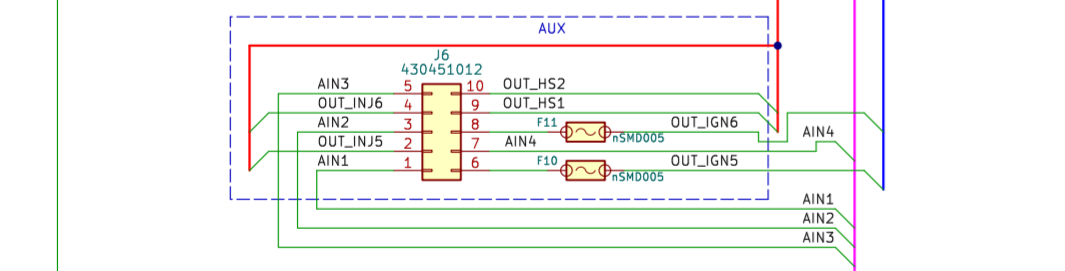 AUX
J6
430451012
AIN3 5 10 OUT_HS2
OUT_INJ6 4 9 OUT_HS1
AIN2 3 8 F11 nSMD005 OUT_IGN6
OUT_INJ5 2 7 AIN4 AIN4
AIN1 1 6 F10 nSMD005 OUT_IGN5
AIN1
AIN2
AIN3